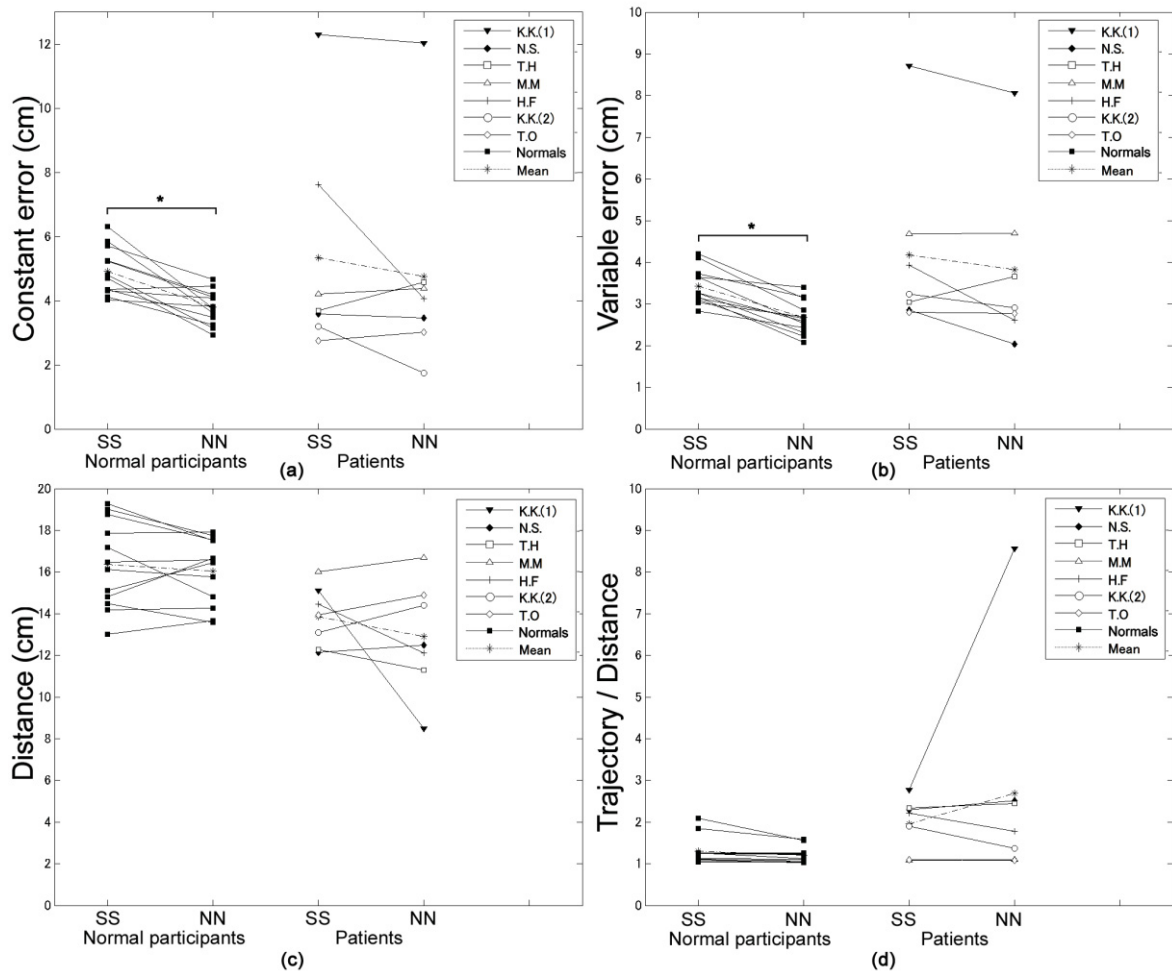 12
10
8
6
4
2
0
Constant error (cm)
*
K.K.(1)
N.S.
T.H
M.M
H.F
K.K.(2)
T.O
Normals
Mean
SS NN SS NN
Normal participants Patients
(a)
10
9
8
7
6
5
4
3
2
1
0
Variable error (cm)
*
K.K.(1)
N.S.
T.H
M.M
H.F
K.K.(2)
T.O
Normals
Mean
SS NN SS NN
Normal participants Patients
(b)
20
18
16
14
12
10
8
6
4
2
0
Distance (cm)
K.K.(1)
N.S.
T.H
M.M
H.F
K.K.(2)
T.O
Normals
Mean
SS NN SS NN
Normal participants Patients
(c)
10
9
8
7
6
5
4
3
2
1
0
Trajectory / Distance
K.K.(1)
N.S.
T.H
M.M
H.F
K.K.(2)
T.O
Normals
Mean
SS NN SS NN
Normal participants Patients
(d)